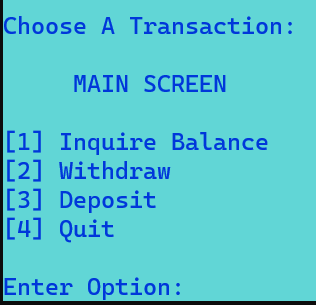 Choose A Transaction:
MAIN SCREEN
[1] Inquire Balance
[2] Withdraw
[3] Deposit
[4] Quit
Enter Option: